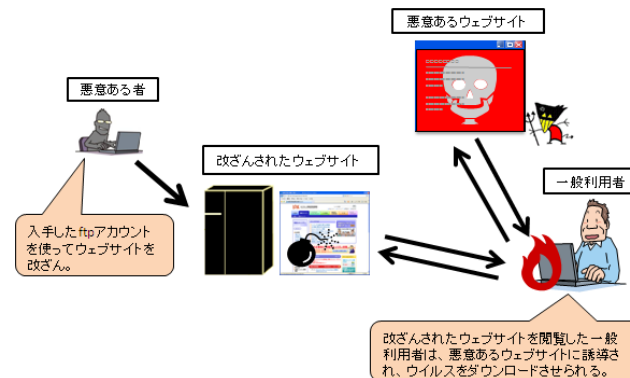 悪意あるウェブサイト
悪意ある者
改ざんされたウェブサイト
一般利用者
入手したftpアカウント
を使ってウェブサイトを
改ざん。
改ざんされたウェブサイトを閲覧した一般
利用者は、悪意あるウェブサイトに誘導さ
れ、ウイルスをダウンロードさせられる。